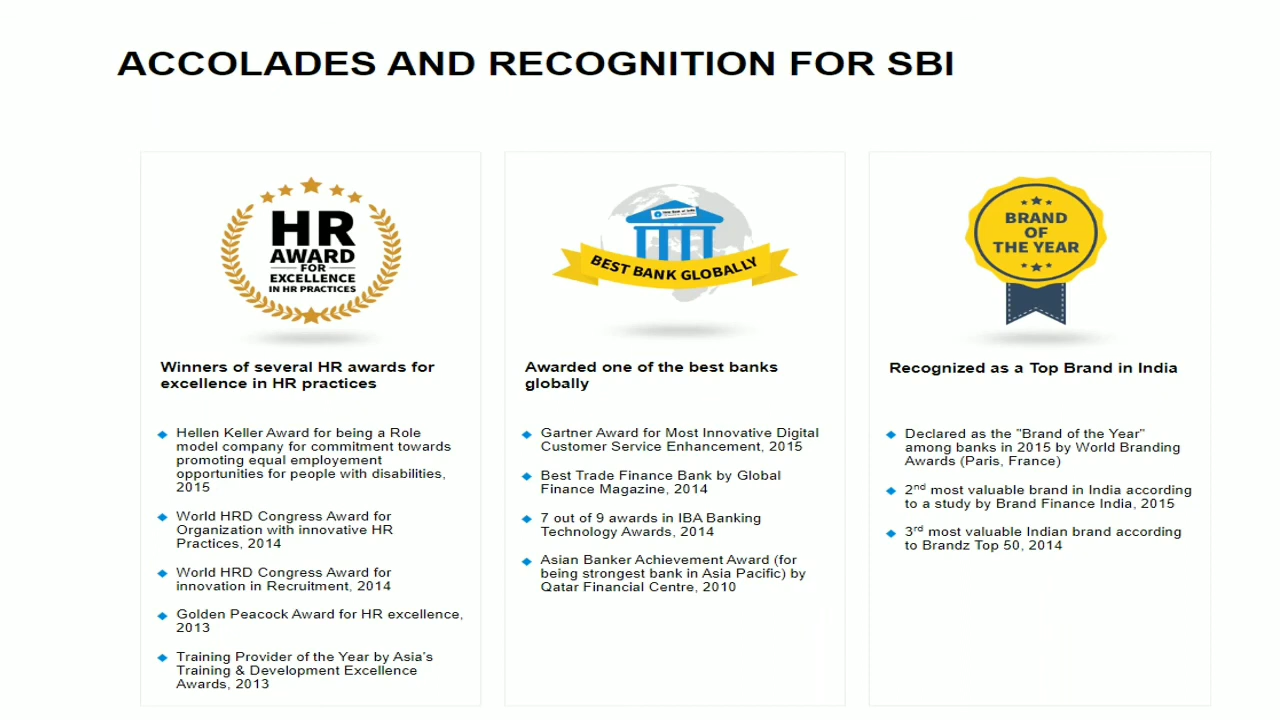 ACCOLADES AND RECOGNITION FOR SBI
HR
AWARD
FOR
EXCELLENCE
IN HR PRACTICES
Winners of several HR awards for
excellence in HR practices
Hellen Keller Award for being a Role
model company for commitment towards
promoting equal employement
opportunities for people with disabilities,
2015
World HRD Congress Award for
Organization with innovative HR
Practices, 2014
World HRD Congress Award for
innovation in Recruitment, 2014
Golden Peacock Award for HR excellence,
2013
Training Provider of the Year by Asia's
Training & Development Excellence
Awards, 2013
State Bank of India
BEST BANK GLOBALLY
Awarded one of the best banks
globally
Gartner Award for Most Innovative Digital
Customer Service Enhancement, 2015
Best Trade Finance Bank by Global
Finance Magazine, 2014
7 out of 9 awards in IBA Banking
Technology Awards, 2014
Asian Banker Achievement Award (for
being strongest bank in Asia Pacific) by
Qatar Financial Centre, 2010
BRAND
OF
THE YEAR
Recognized as a Top Brand in India
Declared as the "Brand of the Year"
among banks in 2015 by World Branding
Awards (Paris, France)
2nd most valuable brand in India according
to a study by Brand Finance India, 2015
3rd most valuable Indian brand according
to Brandz Top 50, 2014